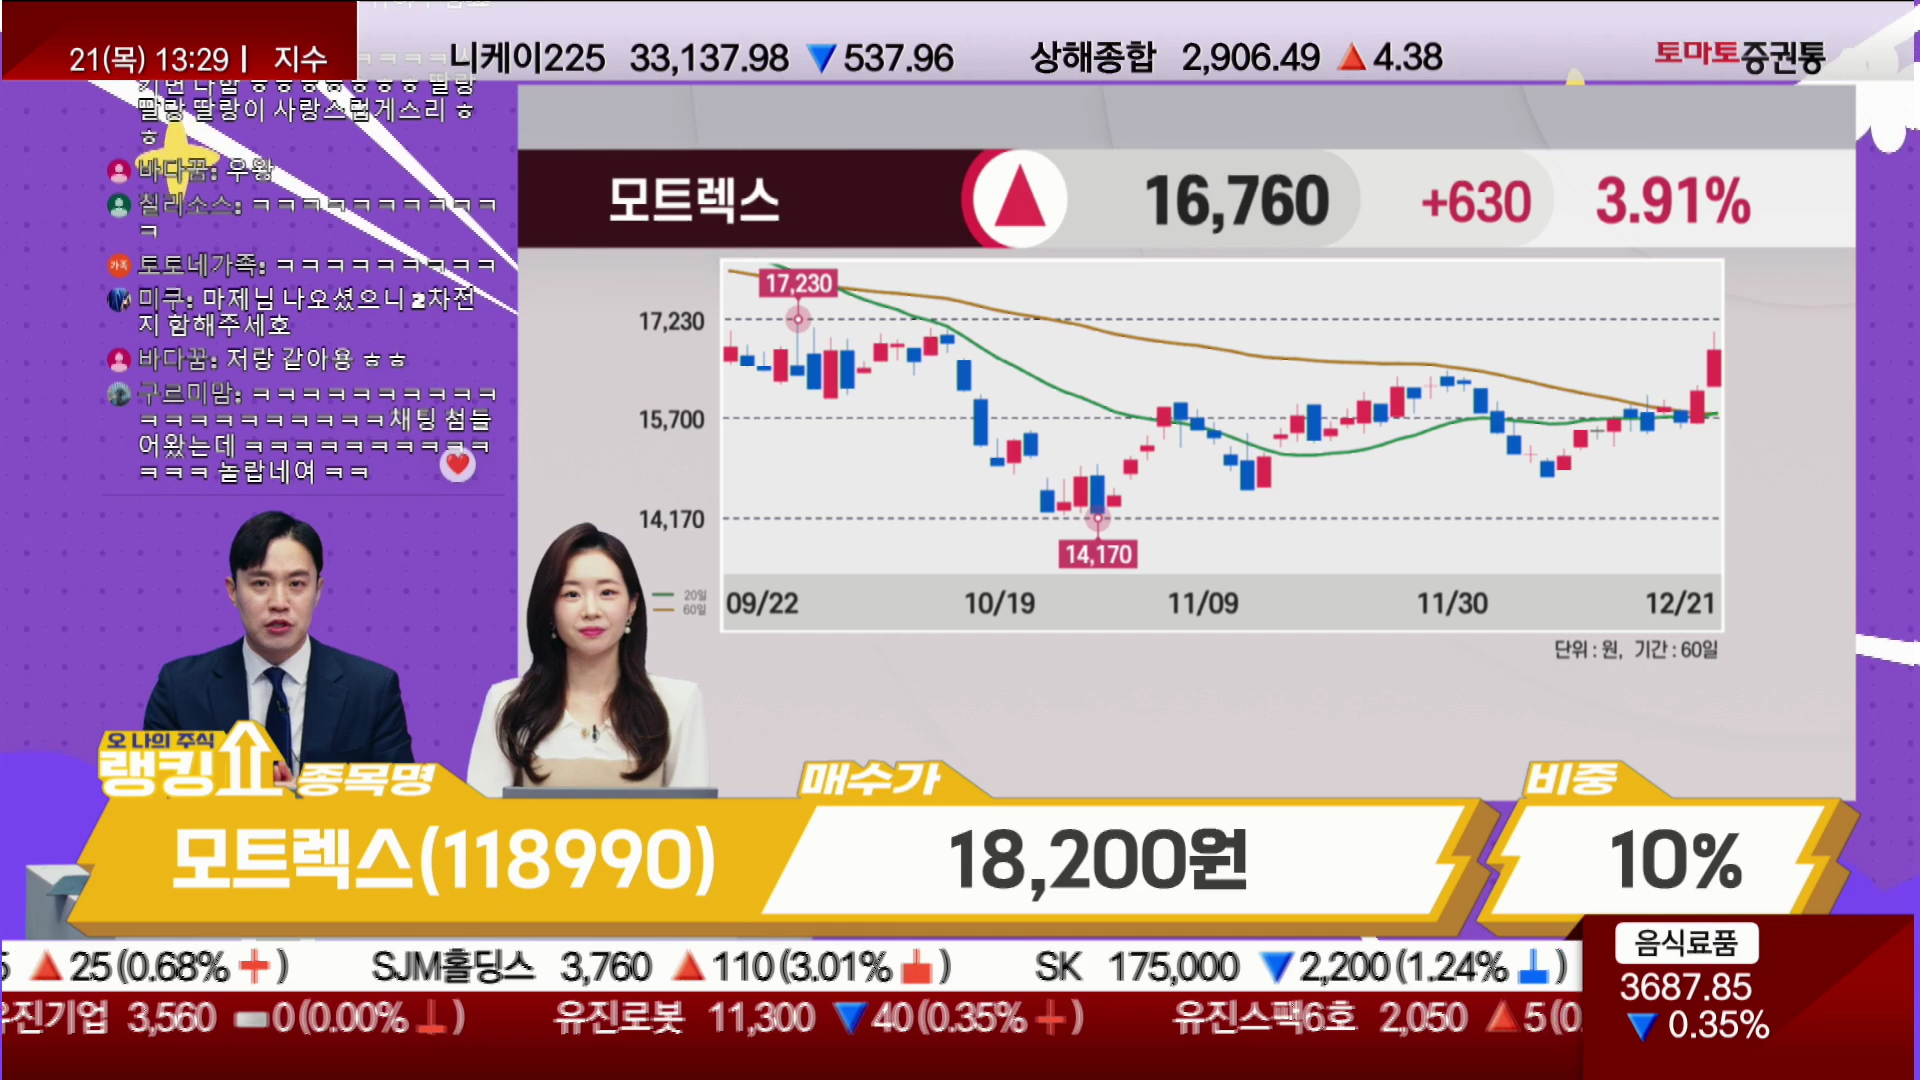 21(목) 13:29 | 지수
니케이225 33,137.98 ▼537.96 상해종합 2,906.49 ▲4.38
토마토증권통
딸랑 딸랑이 사랑스럽게스리 ㅎ
ㅎ
바다꿈: 우왕
칠리소스: ㅋㅋㅋㅋㅋㅋㅋㅋㅋㅋ
ㅋ
가족 토토네가족: ㅋㅋㅋㅋㅋㅋㅋㅋㅋ
미쿠: 마제님 나오셨으니 2차전
지 함해주세호
바다꿈: 저랑 같아용 ㅎㅎ
구르미맘: ㅋㅋㅋㅋㅋㅋㅋㅋㅋㅋ
ㅋㅋㅋㅋㅋㅋㅋㅋㅋㅋ채팅 첨들
어왔는데 ㅋㅋㅋㅋㅋㅋㅋㅋㅋㅋ
ㅋㅋㅋ 놀랍네여 ㅋㅋ
모트렉스 ▲ 16,760 +630 3.91%
17,230
17,230
15,700
14,170
14,170
20일
60일
09/22 10/19 11/09 11/30 12/21
단위 : 원, 기간 : 60일
오 나의 주식
랭킹
종목명 매수가 비중
모트렉스(118990) 18,200원 10%
▲25(0.68%) SJM홀딩스 3,760 ▲110(3.01%) SK 175,000 ▼2,200(1.24%)
유진기업 3,560 0(0.00%) 유진로봇 11,300 ▼40(0.35%) 유진스팩6호 2,050 ▲5(0
음식료품
3687.85
▼ 0.35%